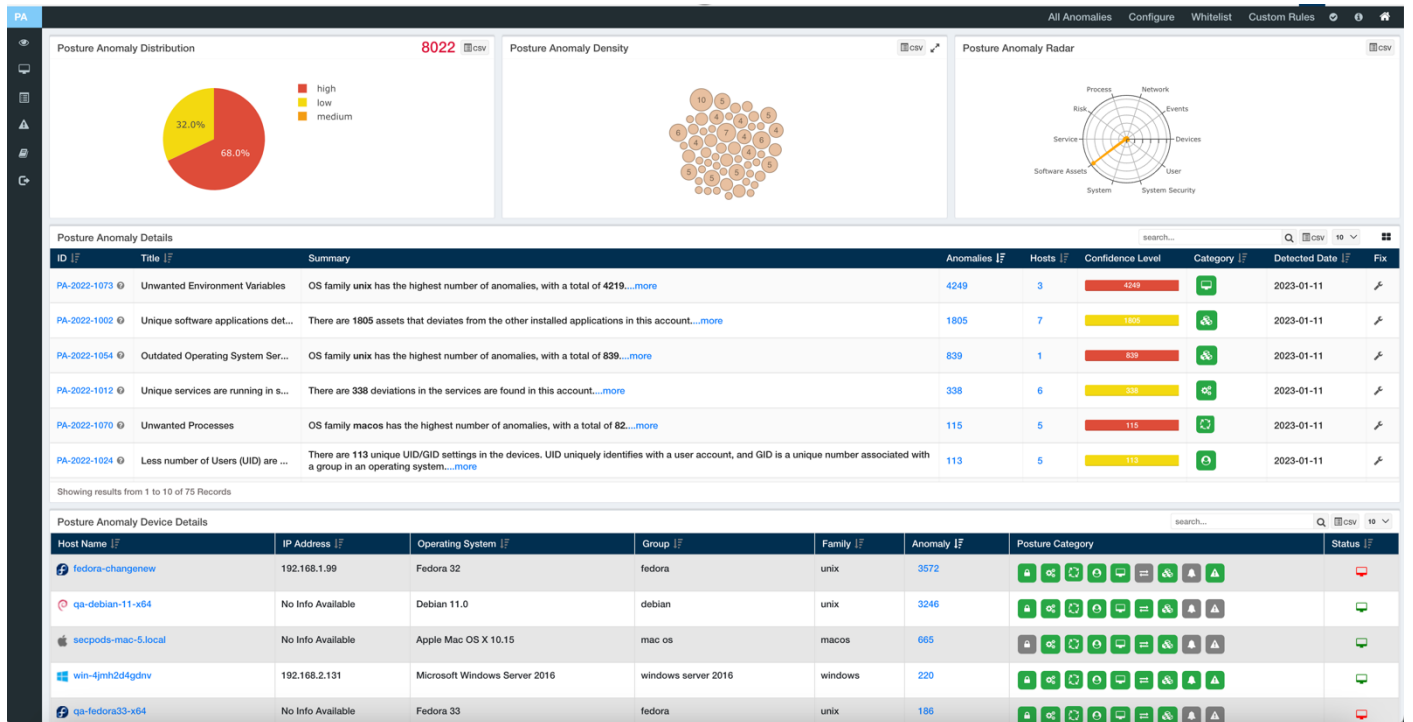 PA
All Anomalies Configure Whitelist Custom Rules
Posture Anomaly Distribution 8022 CSV
high
low
medium
32.0%
68.0%
Posture Anomaly Density CSV
10 5
4 4 5
6 7 4 6 4
4 4
5 5 5 5
Posture Anomaly Radar CSV
Process Network
Risk Events
Service Devices
Software Assets User
System System Security
Posture Anomaly Details search... CSV 10
ID Title Summary Anomalies Hosts Confidence Level Category Detected Date Fix
PA-2022-1073 Unwanted Environment Variables OS family unix has the highest number of anomalies, with a total of 4219....more 4249 3 4249 2023-01-11
PA-2022-1002 Unique software applications det... There are 1805 assets that deviates from the other installed applications in this account....more 1805 7 1805 2023-01-11
PA-2022-1054 Outdated Operating System Ser... OS family unix has the highest number of anomalies, with a total of 839....more 839 1 839 2023-01-11
PA-2022-1012 Unique services are running in s... There are 338 deviations in the services are found in this account....more 338 6 338 2023-01-11
PA-2022-1070 Unwanted Processes OS family macos has the highest number of anomalies, with a total of 82....more 115 5 115 2023-01-11
PA-2022-1024 Less number of Users (UID) are ... There are 113 unique UID/GID settings in the devices. UID uniquely identifies with a user account, and GID is a unique number associated with
a group in an operating system....more 113 5 113 2023-01-11
Showing results from 1 to 10 of 75 Records
Posture Anomaly Device Details search... CSV 10
Host Name IP Address Operating System Group Family Anomaly Posture Category Status
fedora-changenew 192.168.1.99 Fedora 32 fedora unix 3572
qa-debian-11-x64 No Info Available Debian 11.0 debian unix 3246
secpods-mac-5.local No Info Available Apple Mac OS X 10.15 mac os macos 665
win-4jmh2d4gdnv 192.168.2.131 Microsoft Windows Server 2016 windows server 2016 windows 220
qa-fedora33-x64 No Info Available Fedora 33 fedora unix 186